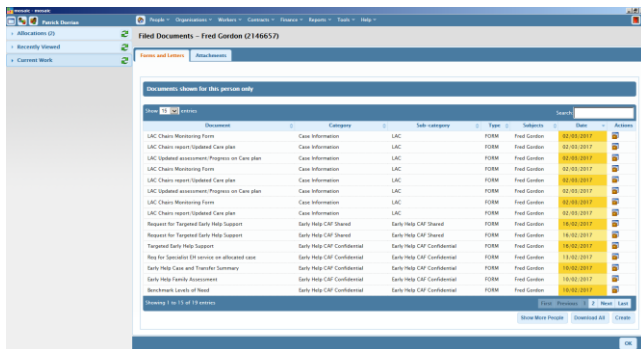 mosaic - mosaic
Patrick Dorrian
People Organisations Workers Contracts Finance Reports Tools Help
Allocations (2)
Recently Viewed
Current Work
Filed Documents - Fred Gordon (2146657)
Forms and Letters Attachments
Documents shown for this person only
Show 15 entries Search
Document Category Sub-category Type Subjects Date Actions
LAC Chairs Monitoring Form Case Information LAC FORM Fred Gordon 02/03/2017
LAC Chairs report/Updated Care plan Case Information LAC FORM Fred Gordon 02/03/2017
LAC Updated assessment/Progress on Care plan Case Information LAC FORM Fred Gordon 02/03/2017
LAC Chairs Monitoring Form Case Information LAC FORM Fred Gordon 02/03/2017
LAC Chairs report/Updated Care plan Case Information LAC FORM Fred Gordon 02/03/2017
LAC Updated assessment/Progress on Care plan Case Information LAC FORM Fred Gordon 02/03/2017
LAC Chairs Monitoring Form Case Information LAC FORM Fred Gordon 02/03/2017
LAC Chairs report/Updated Care plan Case Information LAC FORM Fred Gordon 02/03/2017
Request for Targeted Early Help Support Early Help CAF Shared Early Help CAF Shared FORM Fred Gordon 16/02/2017
Request for Targeted Early Help Support Early Help CAF Shared Early Help CAF Shared FORM Fred Gordon 16/02/2017
Targeted Early Help Support Early Help CAF Confidential Early Help CAF Confidential FORM Fred Gordon 16/02/2017
Req for Specialist EH service on allocated case Early Help CAF Confidential Early Help CAF Confidential FORM Fred Gordon 13/02/2017
Early Help Case and Transfer Summary Early Help CAF Confidential Early Help CAF Confidential FORM Fred Gordon 10/02/2017
Early Help Family Assessment Early Help CAF Confidential Early Help CAF Confidential FORM Fred Gordon 10/02/2017
Benchmark Levels of Need Early Help CAF Confidential Early Help CAF Confidential FORM Fred Gordon 10/02/2017
Showing 1 to 15 of 19 entries First Previous 1 2 Next Last
Show More People Download All Create
OK